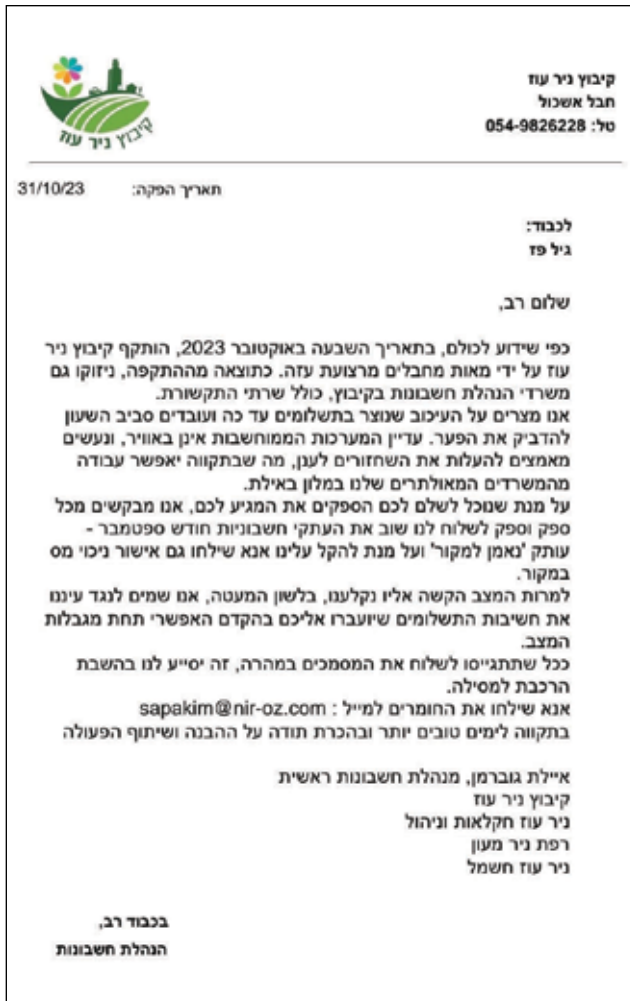 קיבוץ ניר עוז
קיבוץ ניר עוז
חבל אשכול
טל: 054-9826228
תאריך הפקה: 31/10/23
לכבוד:
גיל פז
שלום רב,
כפי שידוע לכולם, בתאריך השבעה באוקטובר 2023, הותקף קיבוץ ניר
עוז על ידי מאות מחבלים מרצועת עזה. כתוצאה מההתקפה, ניזוקו גם
משרדי הנהלת חשבונות בקיבוץ, כולל שרתי התקשורת.
אנו מצרים על העיכוב שנוצר בתשלומים עד כה ועובדים סביב השעון
להדביק את הפער. עדיין המערכות הממוחשבות אינן באוויר, ונעשים
מאמצים להעלות את השחזורים לענן, מה שבתקווה יאפשר עבודה
מהמשרדים המאולתרים שלנו במלון באילת.
על מנת שנוכל לשלם לכם הספקים את המגיע לכם, אנו מבקשים מכל
ספק וספק לשלוח לנו שוב את העתקי חשבוניות חודש ספטמבר -
עותק 'נאמן למקור' ועל מנת להקל עלינו אנא שילחו גם אישור ניכוי מס
במקור.
למרות המצב הקשה אליו נקלענו, בלשון המעטה, אנו שמים לנגד עיננו
את חשיבות התשלומים שיועברו אליכם בהקדם האפשרי תחת מגבלות
המצב.
ככל שתתגייסו לשלוח את המסמכים במהרה, זה יסייע לנו בהשבת
הרכבת למסילה.
אנא שילחו את החומרים למייל : sapakim@nir-oz.com
בתקווה לימים טובים יותר ובהכרת תודה על ההבנה ושיתוף הפעולה
איילת גוברמן, מנהלת חשבונות ראשית
קיבוץ ניר עוז
ניר עוז חקלאות וניהול
רפת ניר מעון
ניר עוז חשמל
בכבוד רב,
הנהלת חשבונות